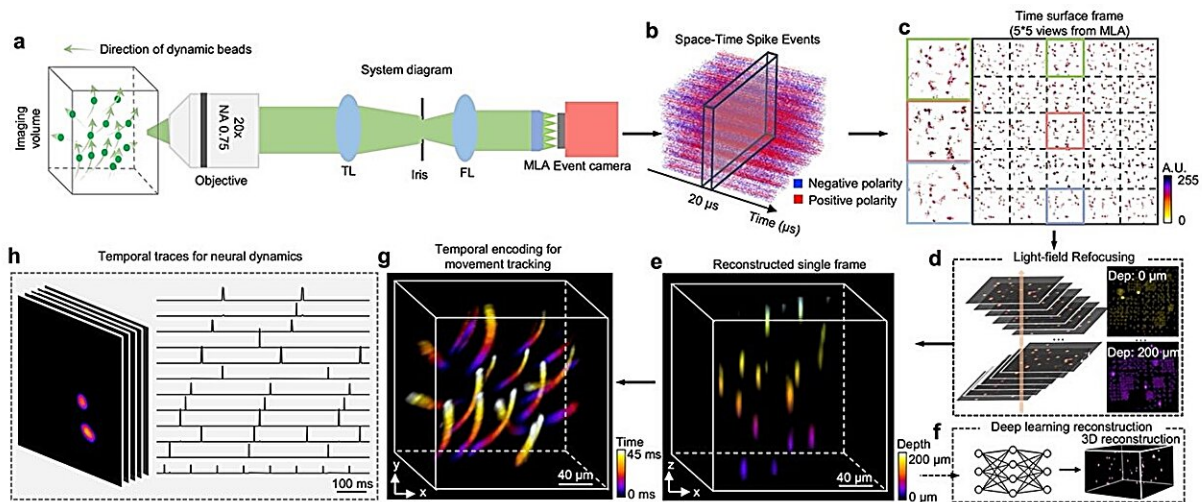 a
Direction of dynamic beads
System diagram
Imaging
volume
20x
NA 0.75
Objective
TL
Iris
FL
MLA Event camera
b
Space-Time Spike Events
20 µs
Time (µs)
Negative polarity
Positive polarity
c
Time surface frame
(5*5 views from MLA)
A.U.
255
0
d
Light-field Refocusing
Dep: 0 µm
...
Dep: 200 µm
...
e
Reconstructed single frame
z
x
40 µm
Depth
200 µm
0 µm
f
Deep learning reconstruction
3D reconstruction
g
Temporal encoding for
movement tracking
y
x
40 µm
Time
45 ms
0 ms
h
Temporal traces for neural dynamics
100 ms